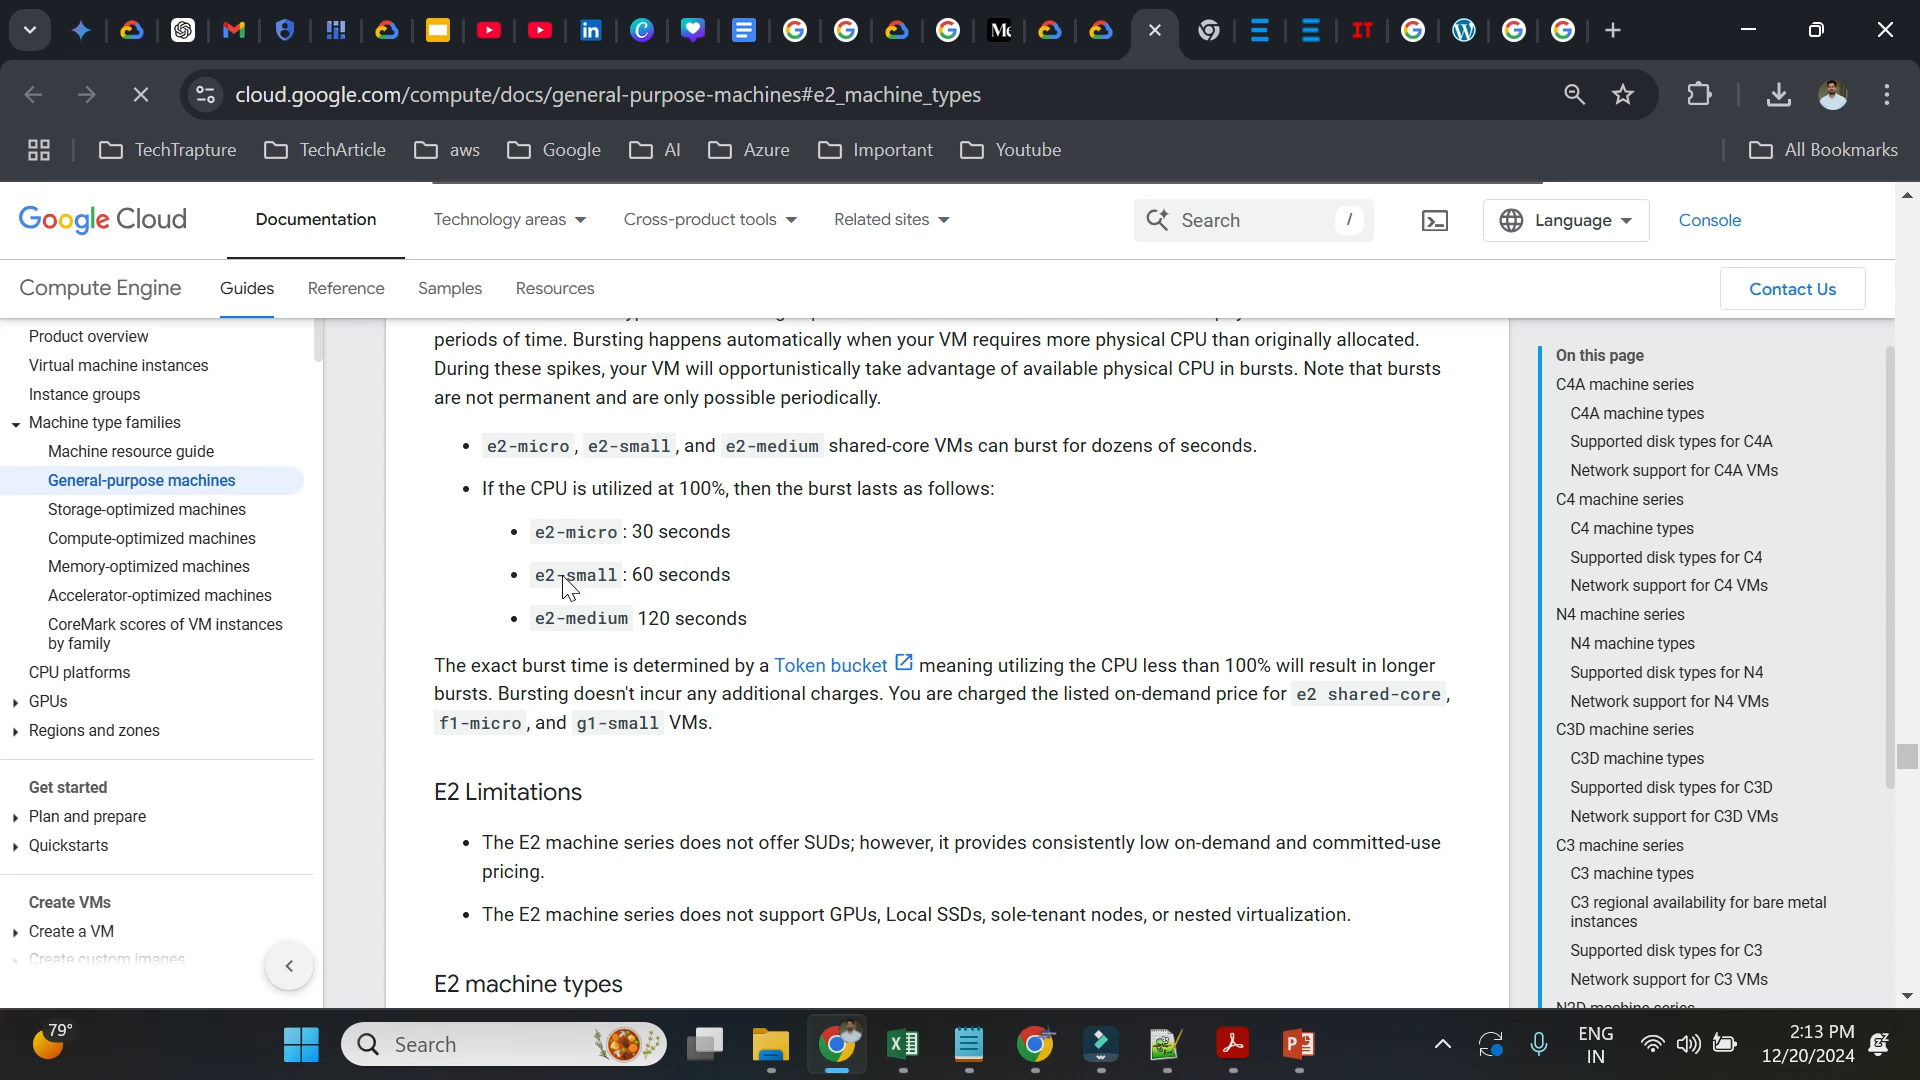 cloud.google.com/compute/docs/general-purpose-machines#e2_machine_types
TechTrapture
TechArticle
aws
Google
AI
Azure
Important
Youtube
All Bookmarks
Google Cloud
Documentation
Technology areas
Cross-product tools
Related sites
Search
/
Language
Console
Compute Engine
Guides
Reference
Samples
Resources
Contact Us
Product overview
Virtual machine instances
Instance groups
Machine type families
Machine resource guide
General-purpose machines
Storage-optimized machines
Compute-optimized machines
Memory-optimized machines
Accelerator-optimized machines
CoreMark scores of VM instances
by family
CPU platforms
GPUs
Regions and zones
Get started
Plan and prepare
Quickstarts
Create VMs
Create a VM
Create custom images
periods of time. Bursting happens automatically when your VM requires more physical CPU than originally allocated.
During these spikes, your VM will opportunistically take advantage of available physical CPU in bursts. Note that bursts
are not permanent and are only possible periodically.
• e2-micro, e2-small, and e2-medium shared-core VMs can burst for dozens of seconds.
• If the CPU is utilized at 100%, then the burst lasts as follows:
• e2-micro: 30 seconds
• e2-small: 60 seconds
• e2-medium 120 seconds
The exact burst time is determined by a Token bucket meaning utilizing the CPU less than 100% will result in longer
bursts. Bursting doesn't incur any additional charges. You are charged the listed on-demand price for e2 shared-core,
f1-micro, and g1-small VMs.
E2 Limitations
• The E2 machine series does not offer SUDs; however, it provides consistently low on-demand and committed-use
pricing.
• The E2 machine series does not support GPUs, Local SSDs, sole-tenant nodes, or nested virtualization.
E2 machine types
On this page
C4A machine series
C4A machine types
Supported disk types for C4A
Network support for C4A VMs
C4 machine series
C4 machine types
Supported disk types for C4
Network support for C4 VMs
N4 machine series
N4 machine types
Supported disk types for N4
Network support for N4 VMs
C3D machine series
C3D machine types
Supported disk types for C3D
Network support for C3D VMs
C3 machine series
C3 machine types
C3 regional availability for bare metal
instances
Supported disk types for C3
Network support for C3 VMs
N2D machine series
79°
Search
ENG
IN
2:13 PM
12/20/2024